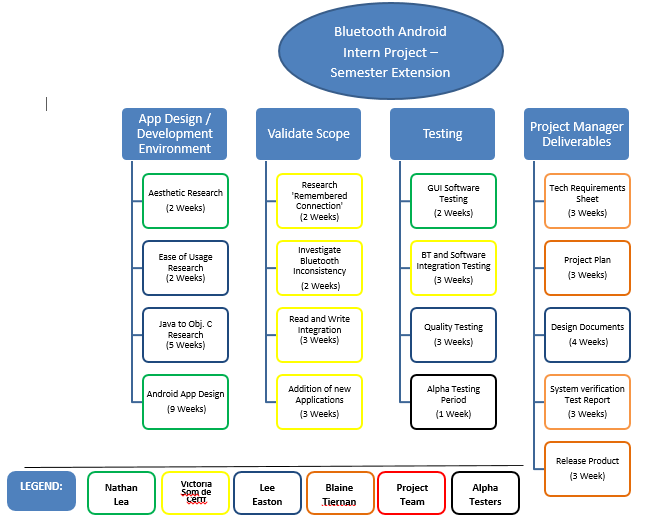 Bluetooth Android
Intern Project –
Semester Extension
App Design /
Development
Environment
Aesthetic Research
(2 Weeks)
Ease of Usage
Research
(2 Weeks)
Java to Obj. C
Research
(5 Weeks)
Android App Design
(9 Weeks)
Validate Scope
Research
'Remembered
Connection'
(2 Weeks)
Investigate
Bluetooth
Inconsistency
(2 Weeks)
Read and Write
Integration
(3 Weeks)
Addition of new
Applications
(3 Weeks)
Testing
GUI Software
Testing
(2 Weeks)
BT and Software
Integration Testing
(3 Weeks)
Quality Testing
(3 Weeks)
Alpha Testing
Period
(1 Week)
Project Manager
Deliverables
Tech Requirements
Sheet
(3 Weeks)
Project Plan
(3 Weeks)
Design Documents
(4 Weeks)
System verification
Test Report
(3 Weeks)
Release Product
(3 Week)
LEGEND:
Nathan
Lea
Victoria
de
Lee
Easton
Blaine
Tiernan
Project
Team
Alpha
Testers